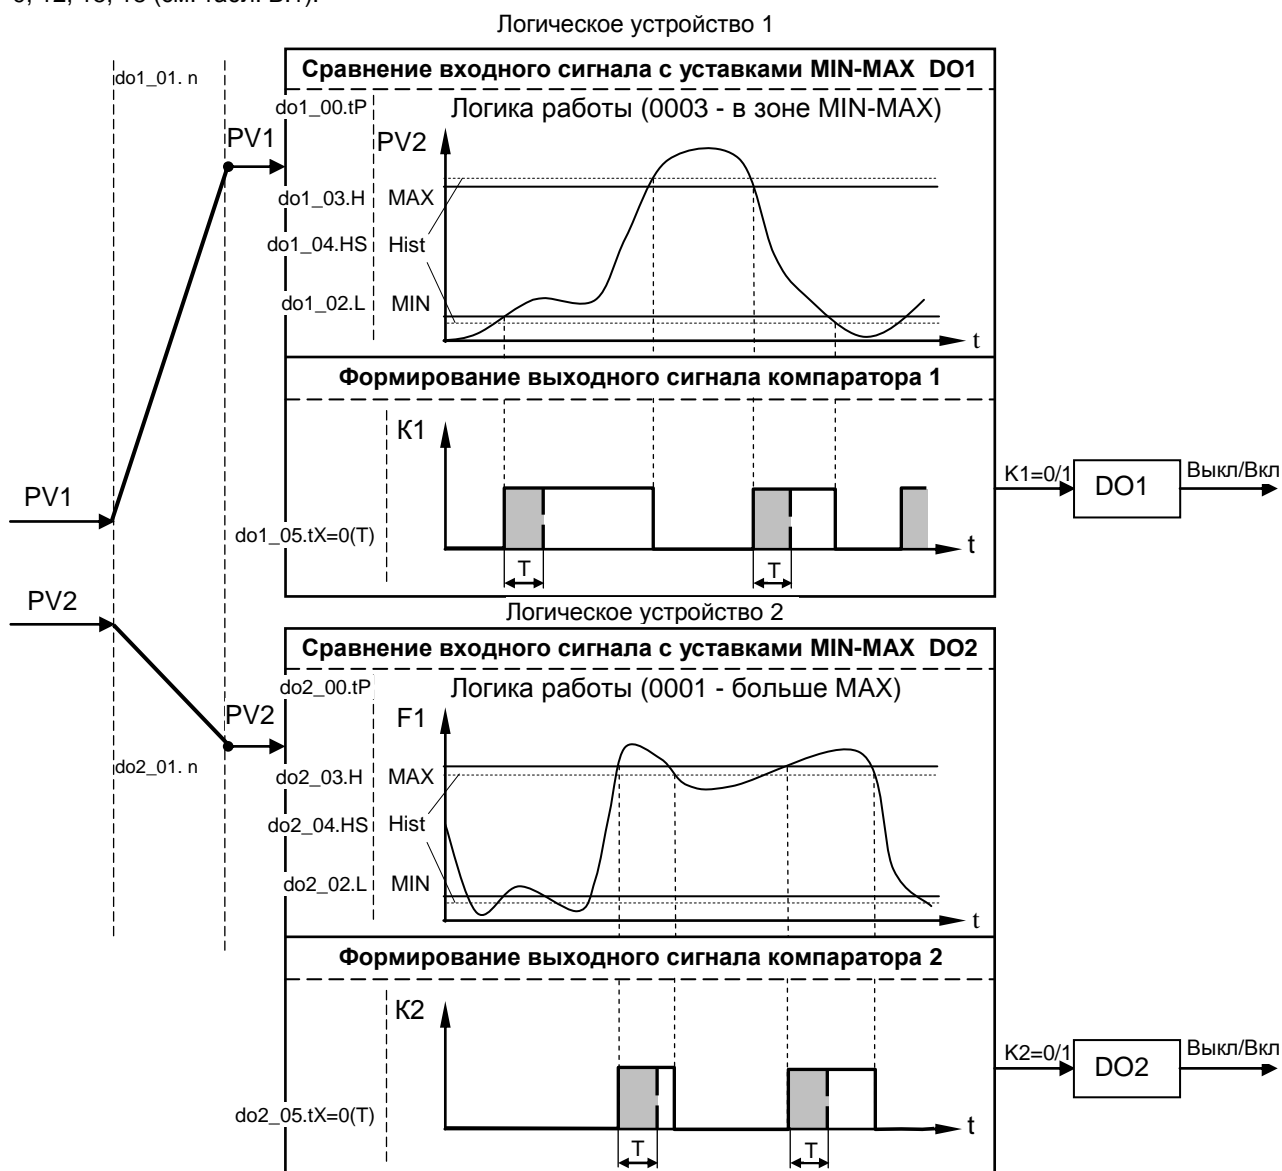 Логическое устройство 1
do1_01. n
Сравнение входного сигнала с уставками MIN-MAX DO1
do1_00.tP
Логика работы (0003 - в зоне MIN-MAX)
PV1
PV2
do1_03.H
MAX
do1_04.HS
Hist
do1_02.L
MIN
t
Формирование выходного сигнала компаратора 1
К1
PV1
do1_05.tX=0(T)
T
T
t
K1=0/1
DO1
Выкл/Вкл
PV2
Логическое устройство 2
Сравнение входного сигнала с уставками MIN-MAX DO2
do2_00.tP
Логика работы (0001 - больше MAX)
PV2
F1
do2_01. n
do2_03.H
MAX
do2_04.HS
Hist
do2_02.L
MIN
t
Формирование выходного сигнала компаратора 2
К2
do2_05.tX=0(T)
T
T
t
K2=0/1
DO2
Выкл/Вкл